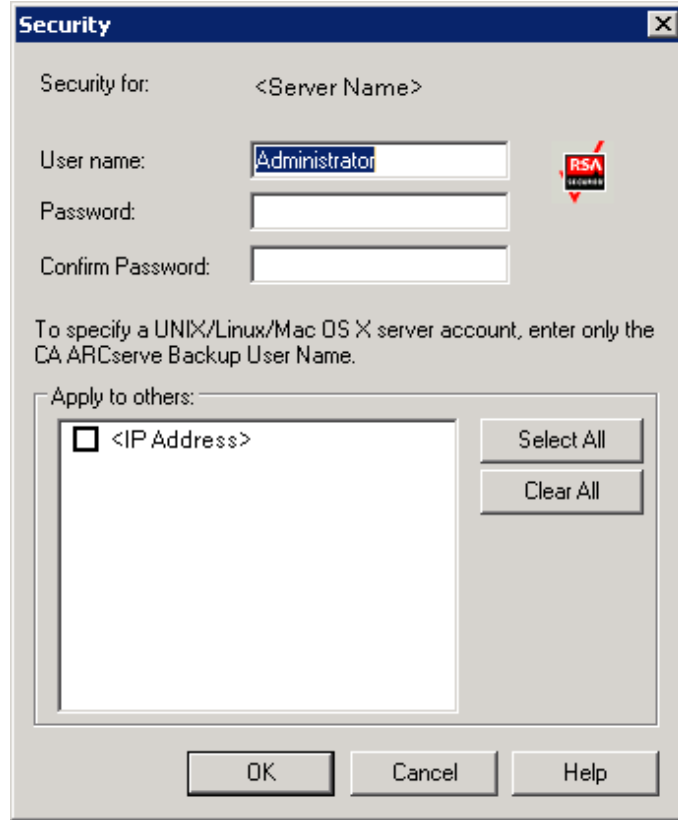 Security
Security for: <Server Name>
User name: Administrator
RSA
SECURED
Password:
Confirm Password:
To specify a UNIX/Linux/Mac OS X server account, enter only the
CA ARCserve Backup User Name.
Apply to others:
<IP Address>
Select All
Clear All
OK Cancel Help